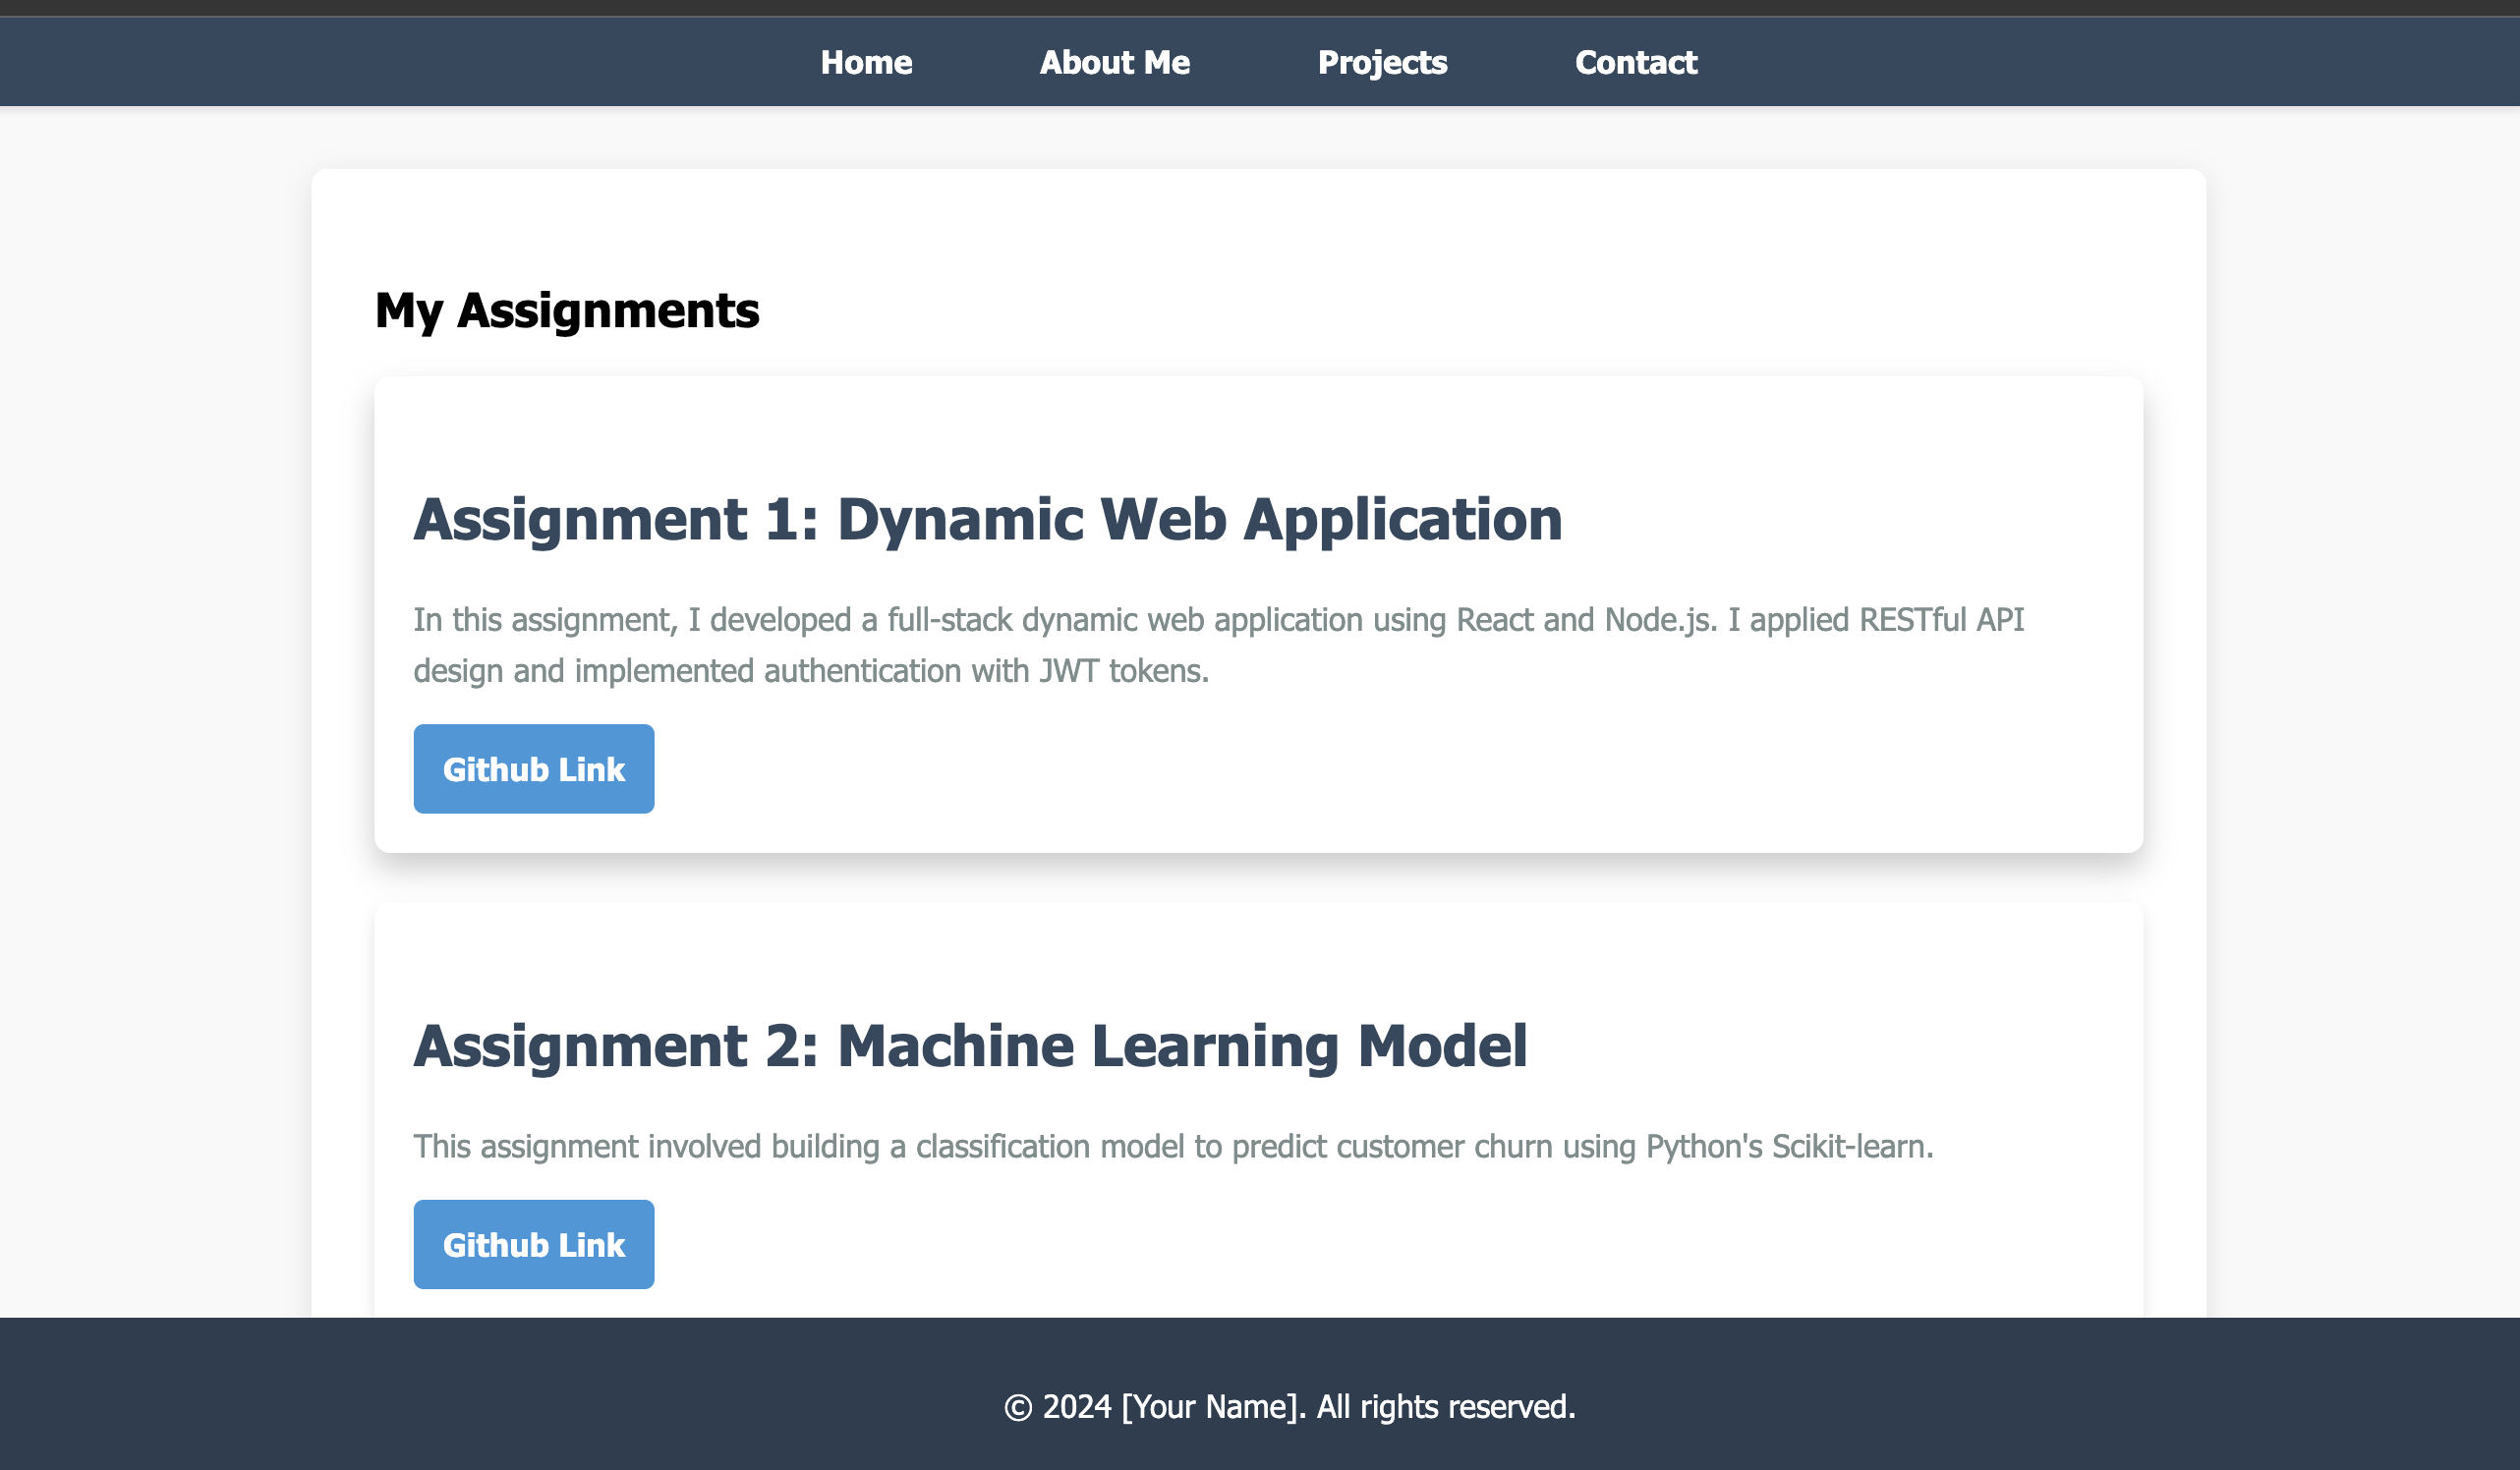 Home About Me Projects Contact
My Assignments
Assignment 1: Dynamic Web Application
In this assignment, I developed a full-stack dynamic web application using React and Node.js. I applied RESTful API
design and implemented authentication with JWT tokens.
Github Link
Assignment 2: Machine Learning Model
This assignment involved building a classification model to predict customer churn using Python's Scikit-learn.
Github Link
© 2024 [Your Name]. All rights reserved.